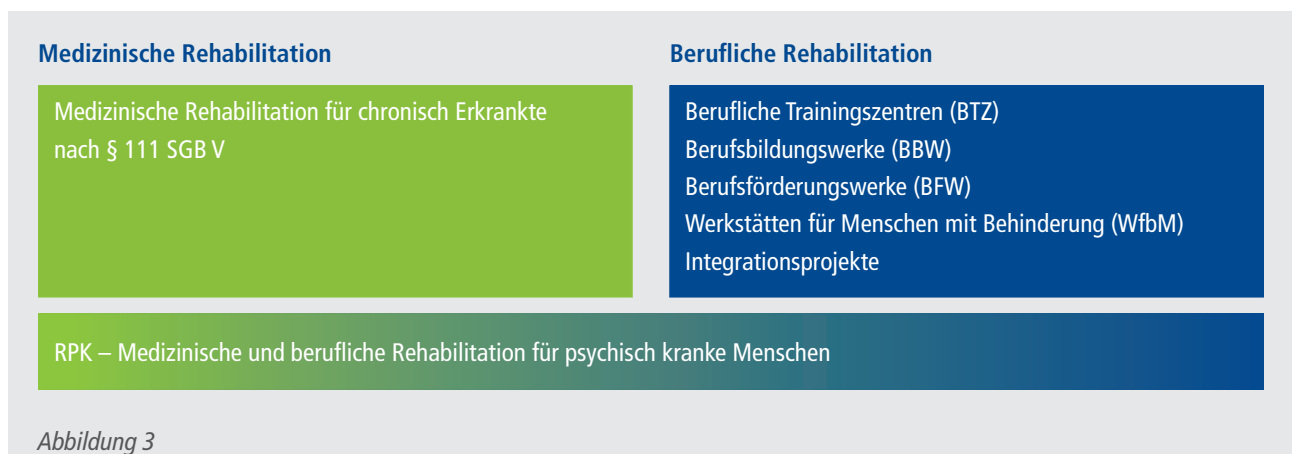 Medizinische Rehabilitation
Medizinische Rehabilitation für chronisch Erkrankte
nach § 111 SGB V
Berufliche Rehabilitation
Berufliche Trainingszentren (BTZ)
Berufsbildungswerke (BBW)
Berufsförderungswerke (BFW)
Werkstätten für Menschen mit Behinderung (WfbM)
Integrationsprojekte
RPK – Medizinische und berufliche Rehabilitation für psychisch kranke Menschen
Abbildung 3